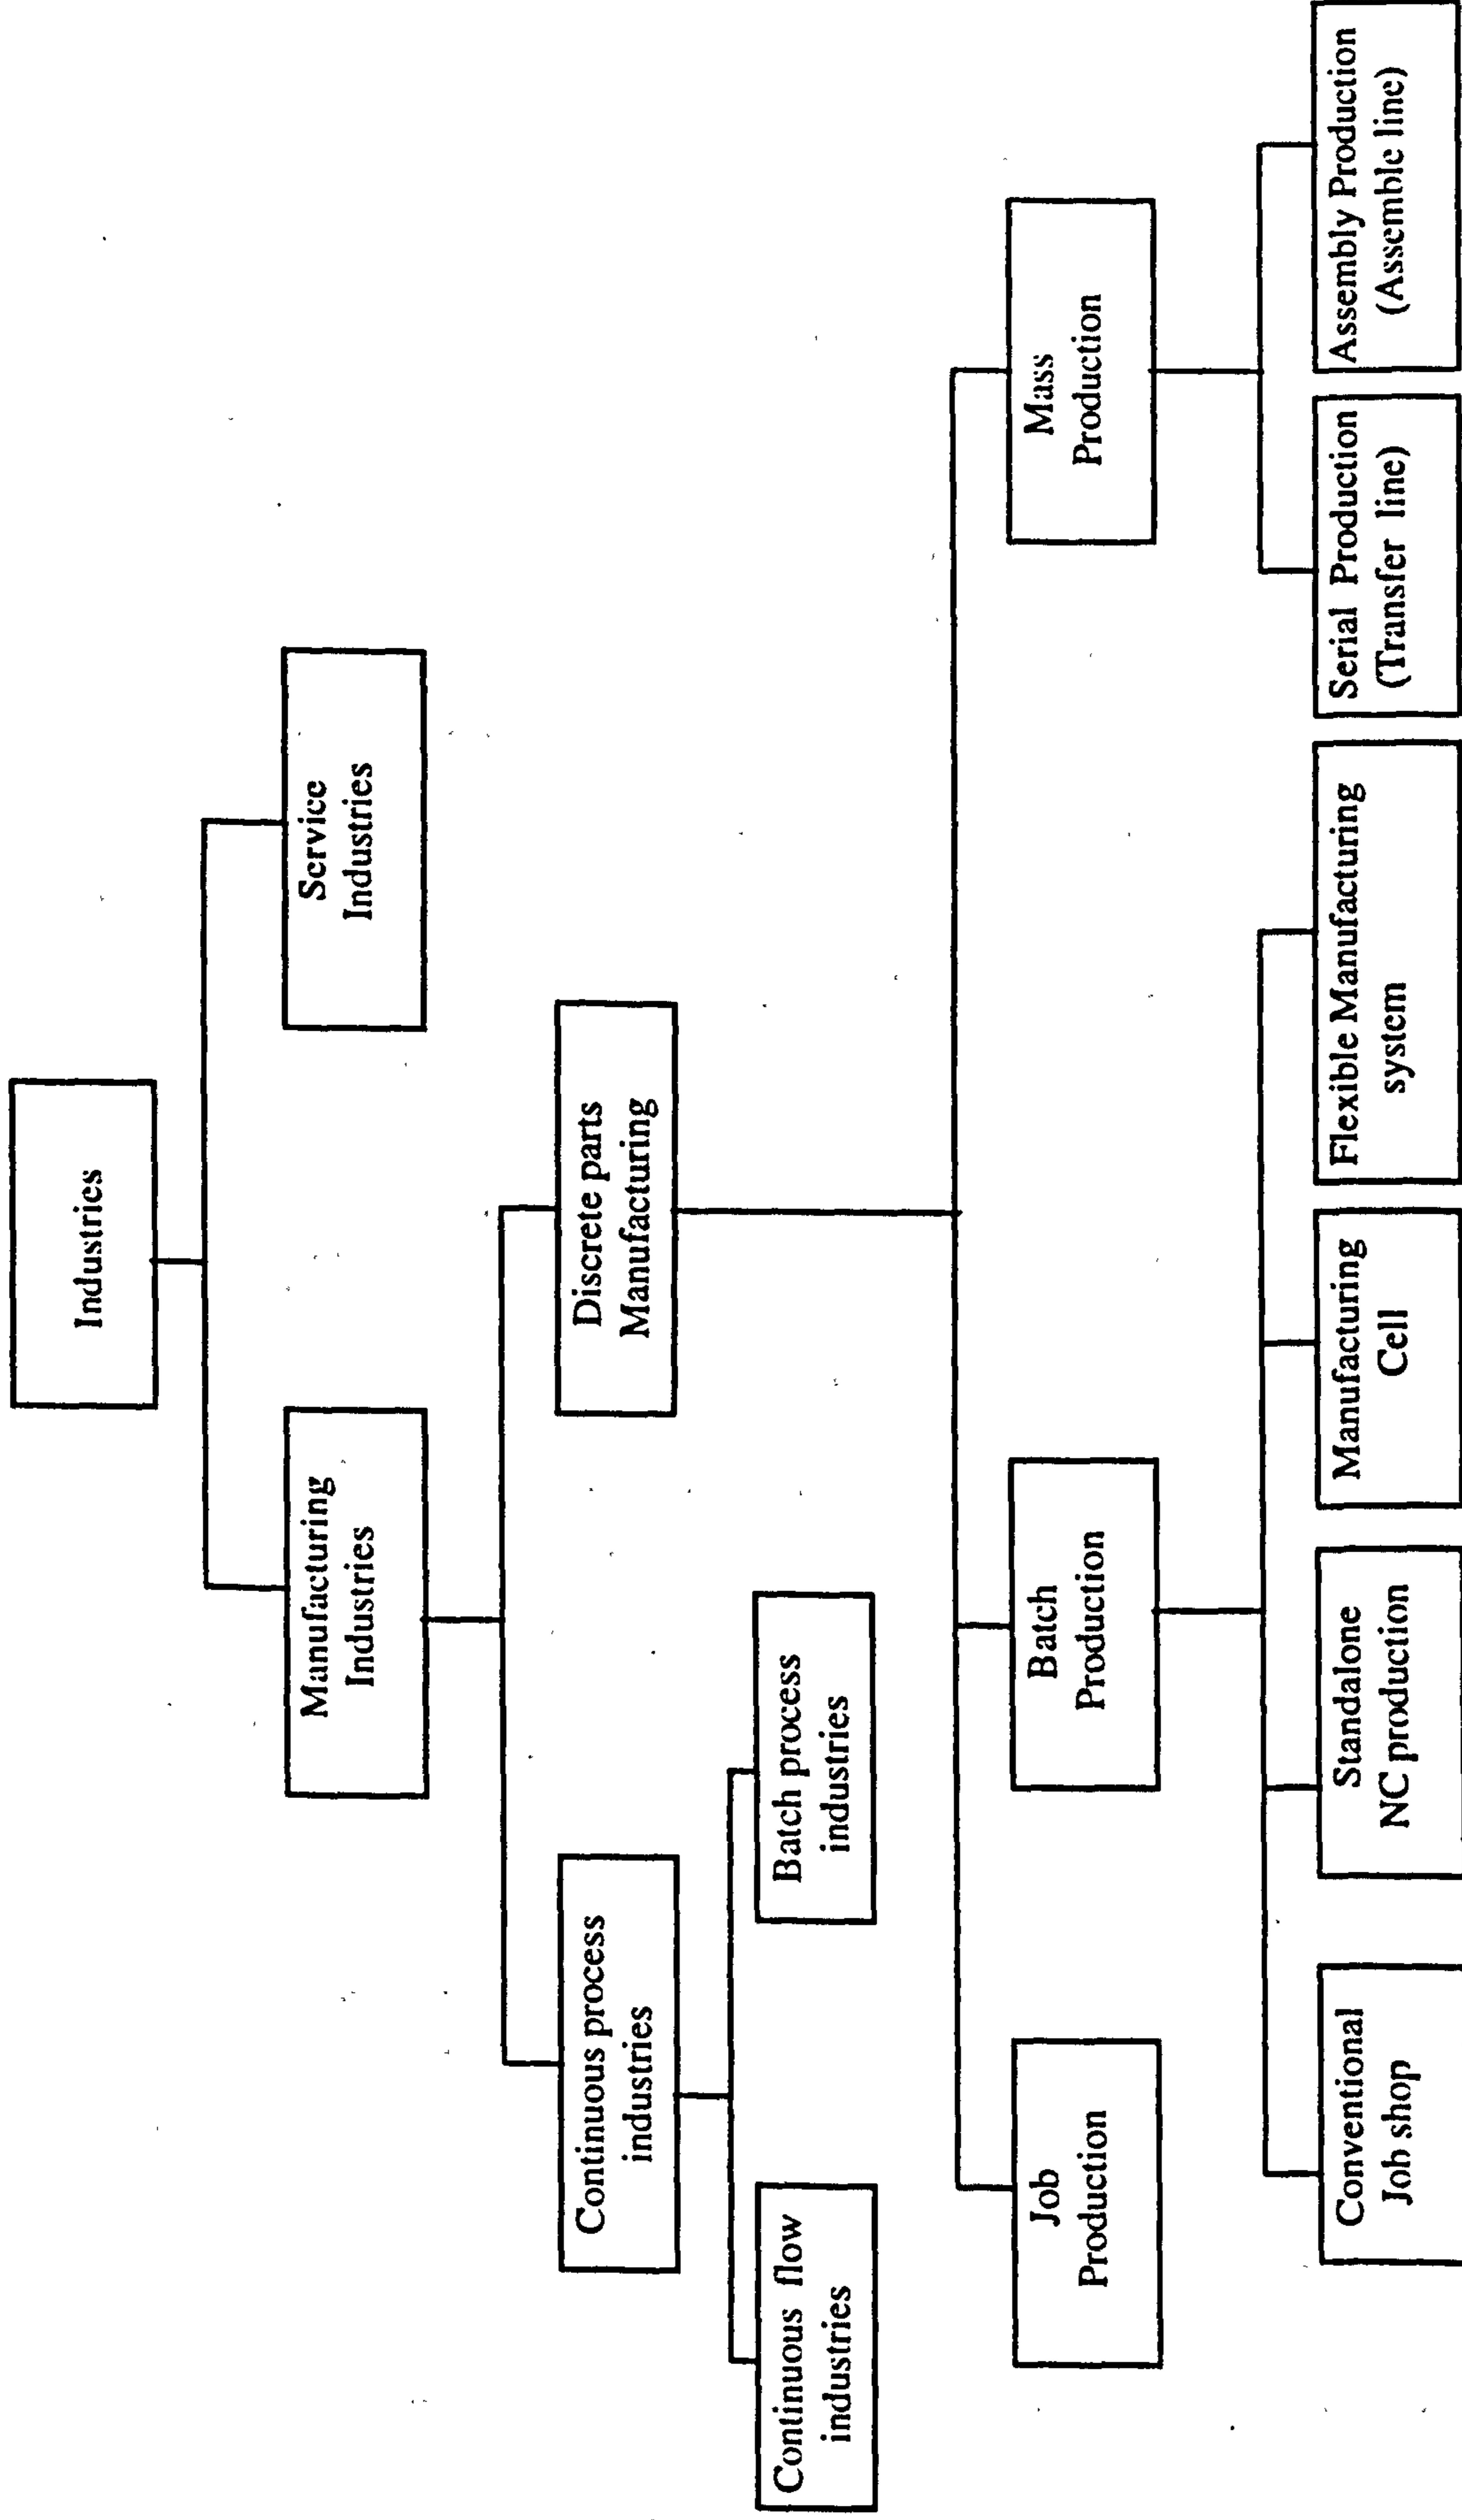 Industries
Manufacturing
Industries
Service
Industries
Continuous process
industries
Discrete parts
Manufacturing
Continuous flow
industries
Batch process
industries
Job
Production
Batch
Production
Mass
Production
Conventional
Job shop
Standalone
NC production
Manufacturing
Cell
Flexible Manufacturing
system
Serial Production
(Transfer line)
Assembly Production
(Assemble line)